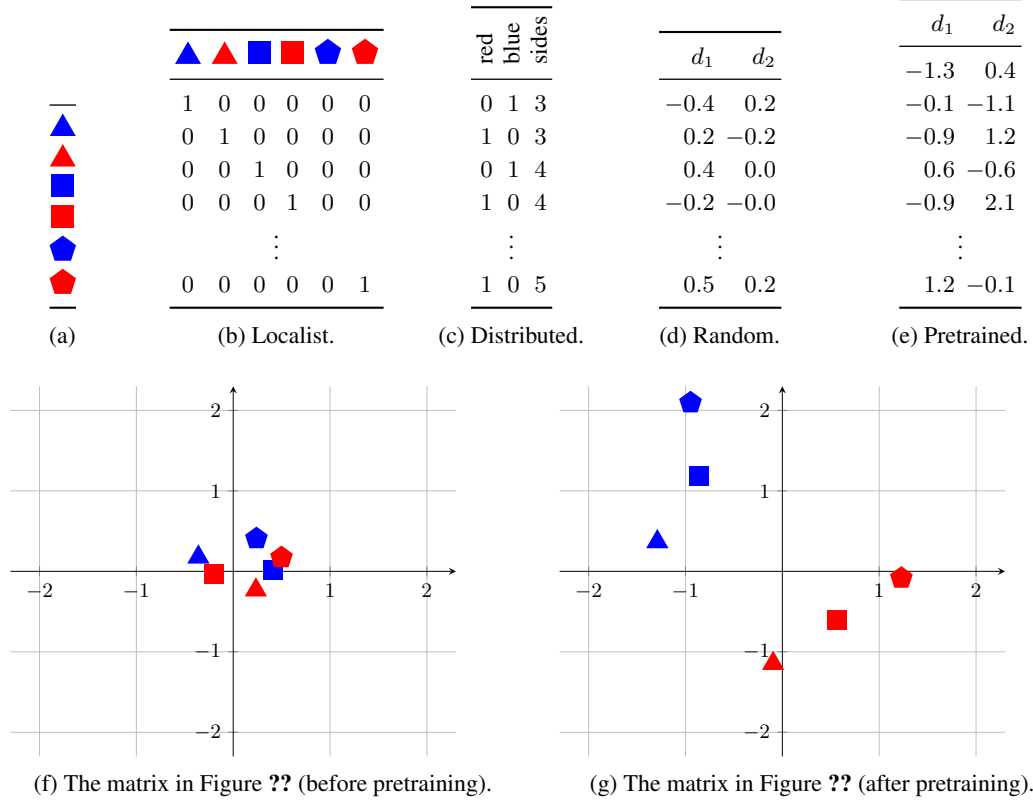 red blue sides
d₁ d₂
d₁ d₂
−1.3 0.4
1 0 0 0 0 0
0 1 3
−0.4 0.2
−0.1 −1.1
0 1 0 0 0 0
1 0 3
0.2 −0.2
−0.9 1.2
0 0 1 0 0 0
0 1 4
0.4 0.0
0.6 −0.6
0 0 0 1 0 0
1 0 4
−0.2 −0.0
−0.9 2.1
⋮
⋮
⋮
⋮
0 0 0 0 0 1
1 0 5
0.5 0.2
1.2 −0.1
(a)
(b) Localist.
(c) Distributed.
(d) Random.
(e) Pretrained.
2
1
−2 −1 1 2
−1
−2
(f) The matrix in Figure ?? (before pretraining).
2
1
−2 −1 1 2
−1
−2
(g) The matrix in Figure ?? (after pretraining).